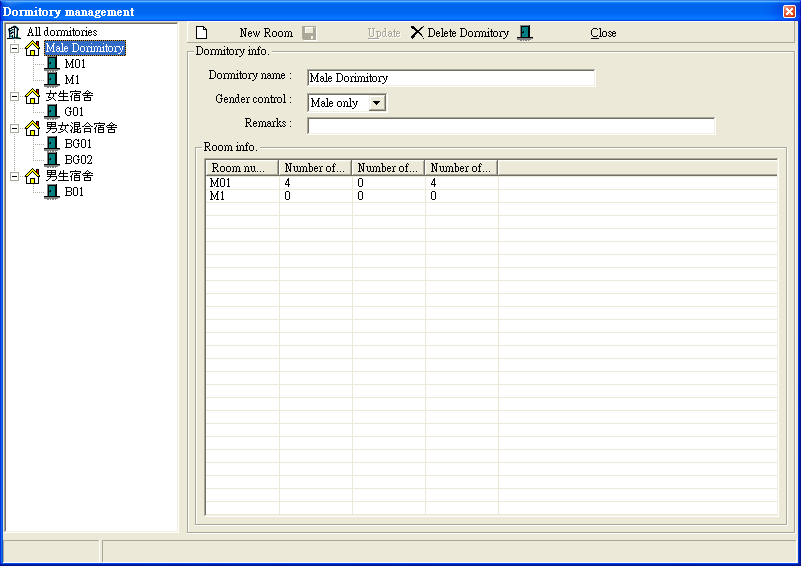 Dormitory management
All dormitories
Male Dorimitory
M01
M1
女生宿舍
G01
男女混合宿舍
BG01
BG02
男生宿舍
B01
New Room Update Delete Dormitory Close
Dormitory info.
Dormitory name : Male Dorimitory
Gender control : Male only
Remarks :
Room info.
Room nu... Number of... Number of... Number of...
M01 4 0 4
M1 0 0 0